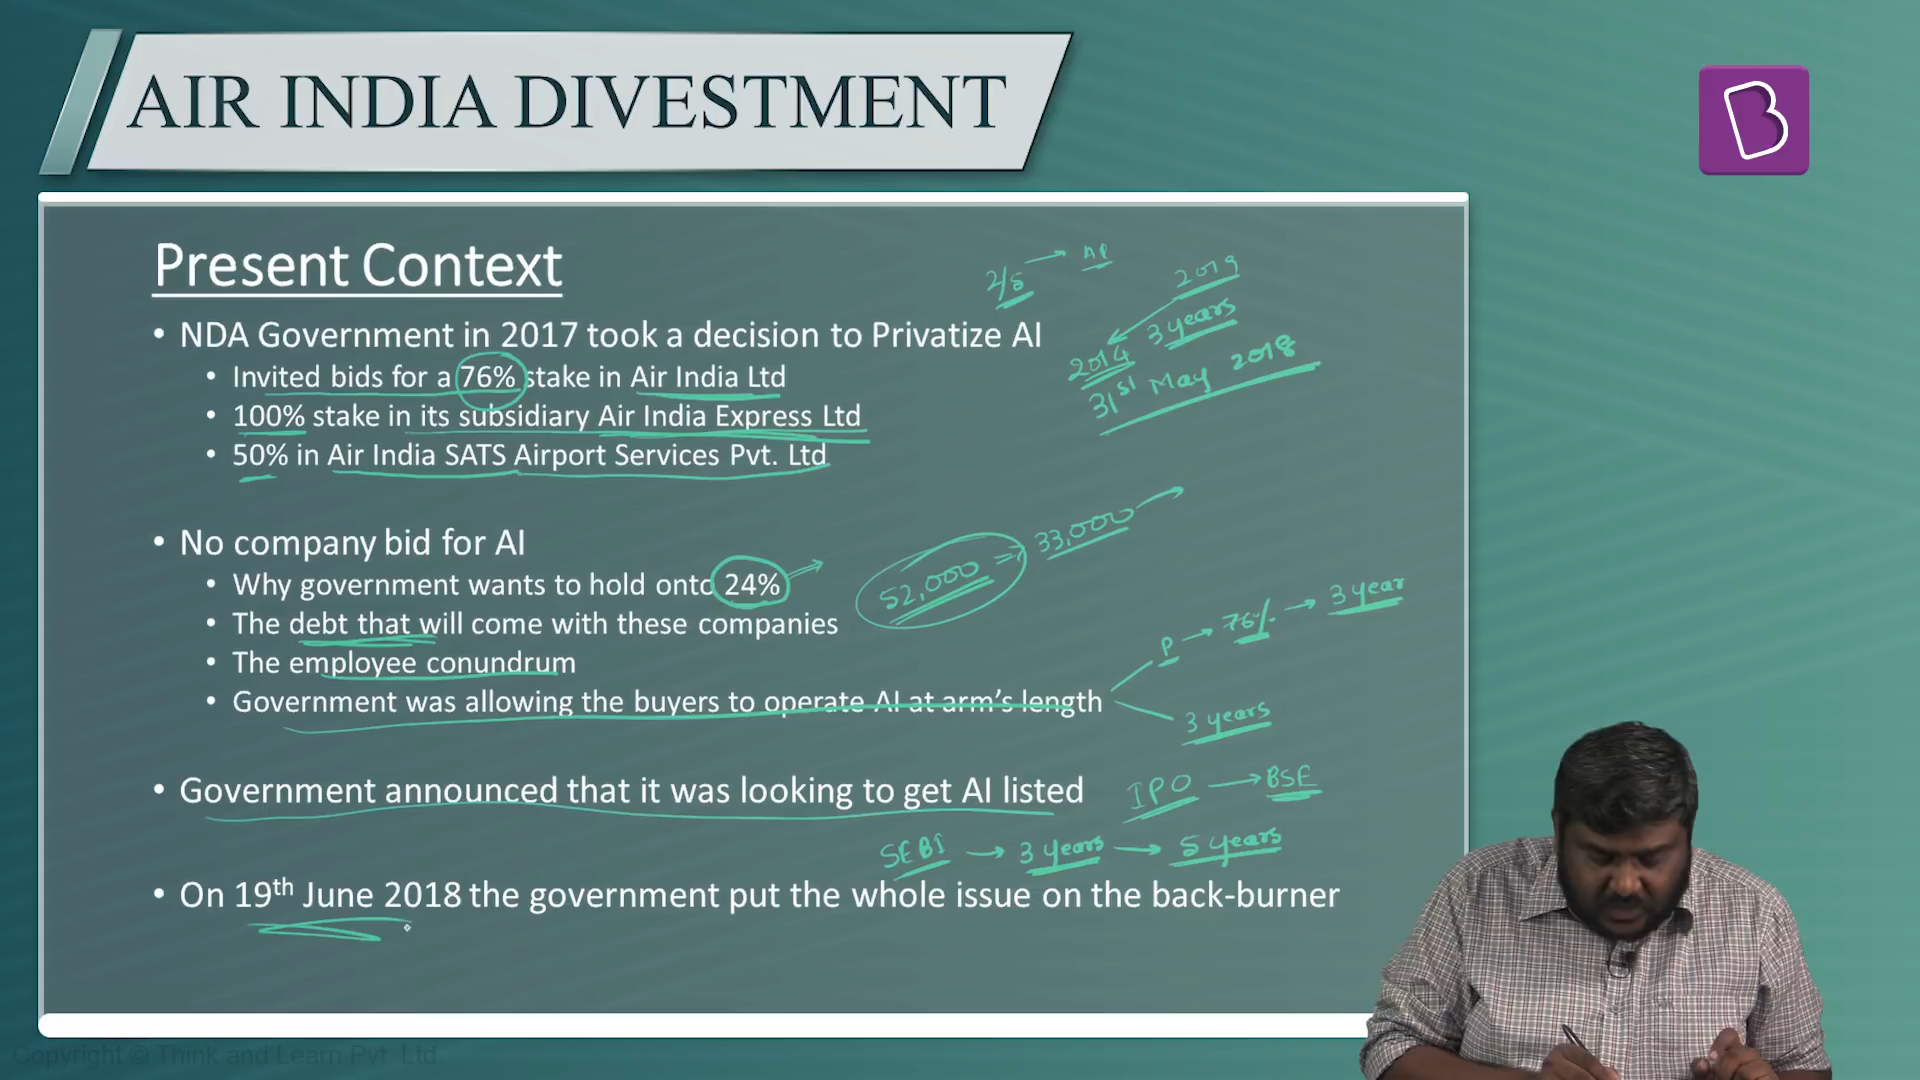 AIR INDIA DIVESTMENT
Present Context
2/5 → AP
2019
• NDA Government in 2017 took a decision to Privatize AI
3 years
2014
• Invited bids for a 76% stake in Air India Ltd
31st May 2018
• 100% stake in its subsidiary Air India Express Ltd
• 50% in Air India SATS Airport Services Pvt. Ltd
• No company bid for AI
52,000 ⇒ 33,000 →
• Why government wants to hold onto 24% →
• The debt that will come with these companies
P → 76% → 3 year
• The employee conundrum
• Government was allowing the buyers to operate AI at arm's length
3 years
• Government announced that it was looking to get AI listed
IPO → BSE
SEBI → 3 years → 5 years
• On 19th June 2018 the government put the whole issue on the back-burner
Copyright © Think and Learn Pvt. Ltd.